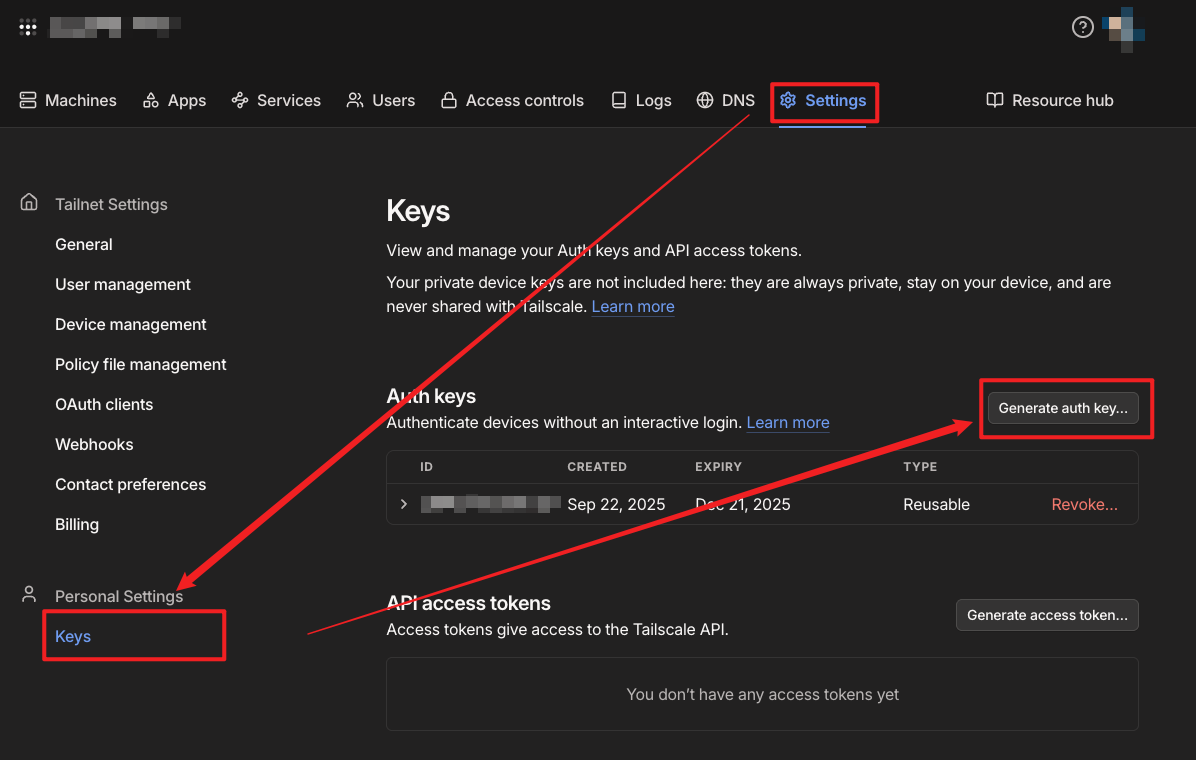 Machines Apps Services Users Access controls Logs DNS Settings Resource hub
Tailnet Settings
General
User management
Device management
Policy file management
OAuth clients
Webhooks
Contact preferences
Billing
Personal Settings
Keys
Keys
View and manage your Auth keys and API access tokens.
Your private device keys are not included here: they are always private, stay on your device, and are
never shared with Tailscale. Learn more
Auth keys
Authenticate devices without an interactive login. Learn more
Generate auth key...
ID CREATED EXPIRY TYPE
Sep 22, 2025 Dec 21, 2025 Reusable Revoke...
API access tokens
Access tokens give access to the Tailscale API.
Generate access token...
You don't have any access tokens yet